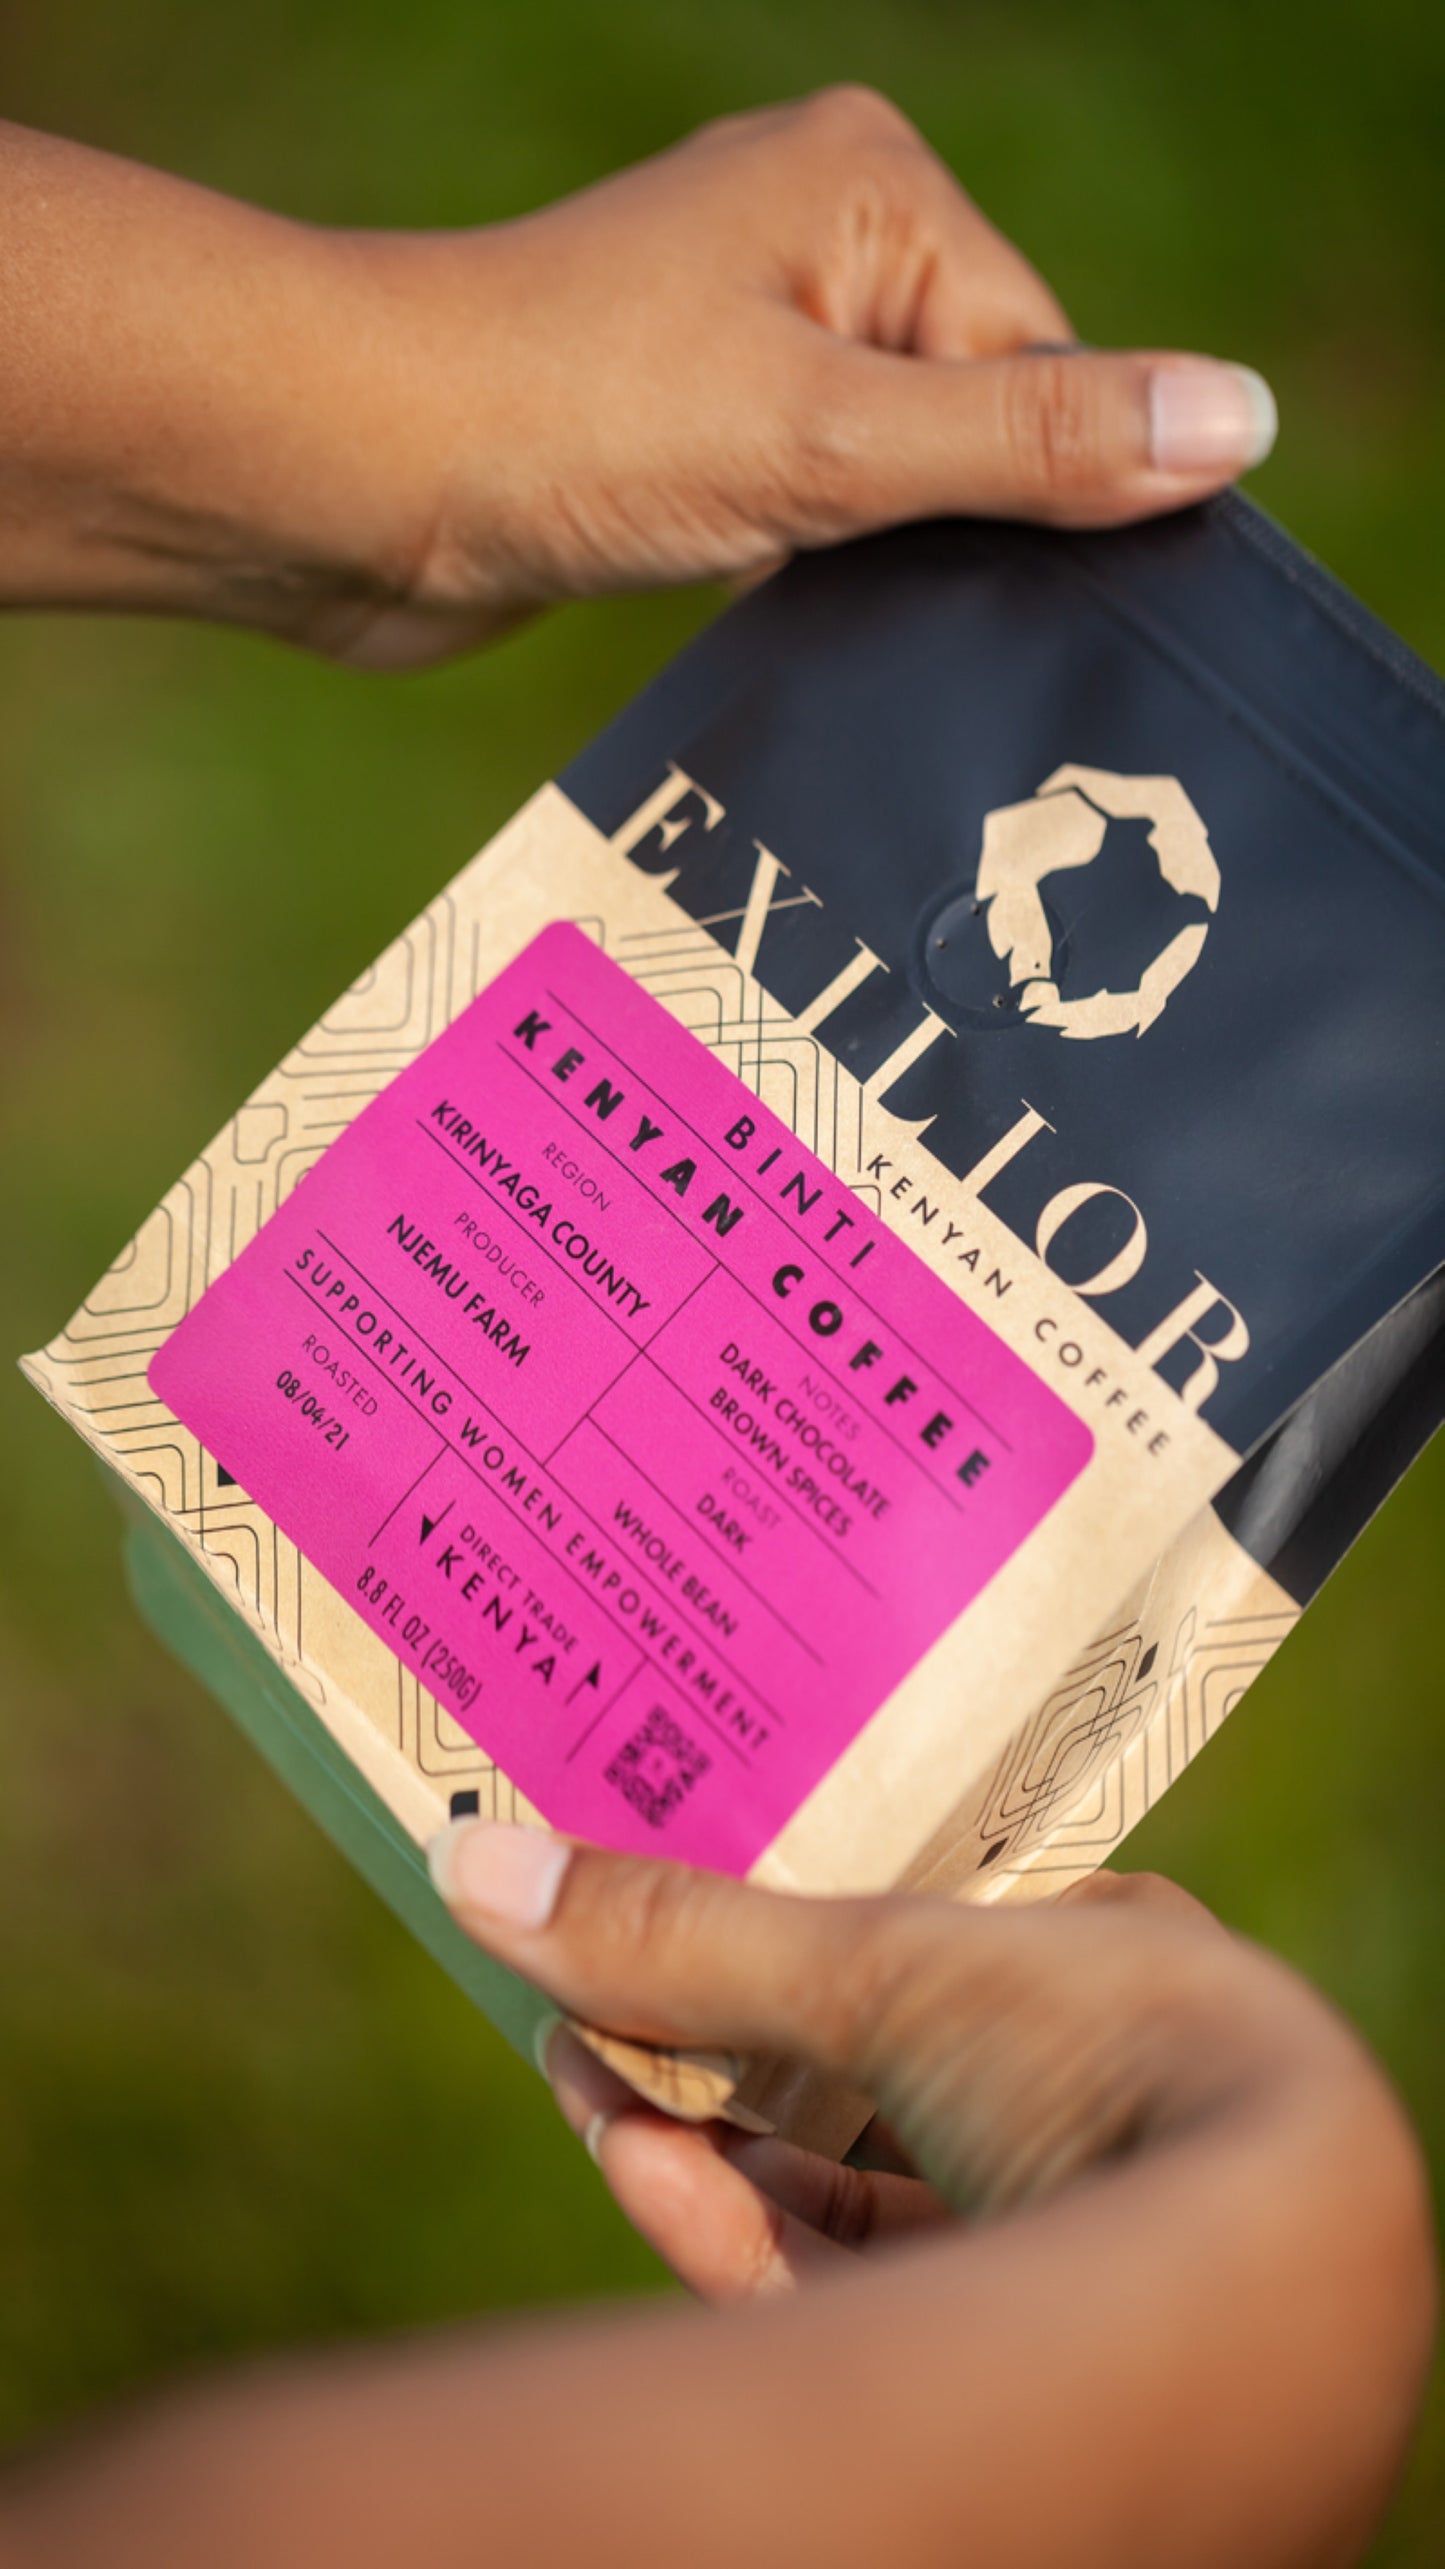 EXILIOR
KENYAN COFFEE
BINTI
KENYAN COFFEE
REGION
KIRINYAGA COUNTY
PRODUCER
NJEMU FARM
NOTES
DARK CHOCOLATE
BROWN SPICES
ROAST
DARK
WHOLE BEAN
SUPPORTING WOMEN EMPOWERMENT
ROASTED
08/04/21
DIRECT TRADE
KENYA
8.8 FL OZ (250G)